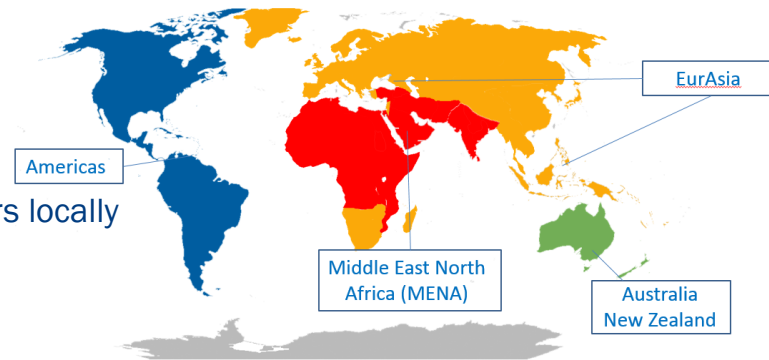 EurAsia
Americas
rs locally
Middle East North
Africa (MENA)
Australia
New Zealand